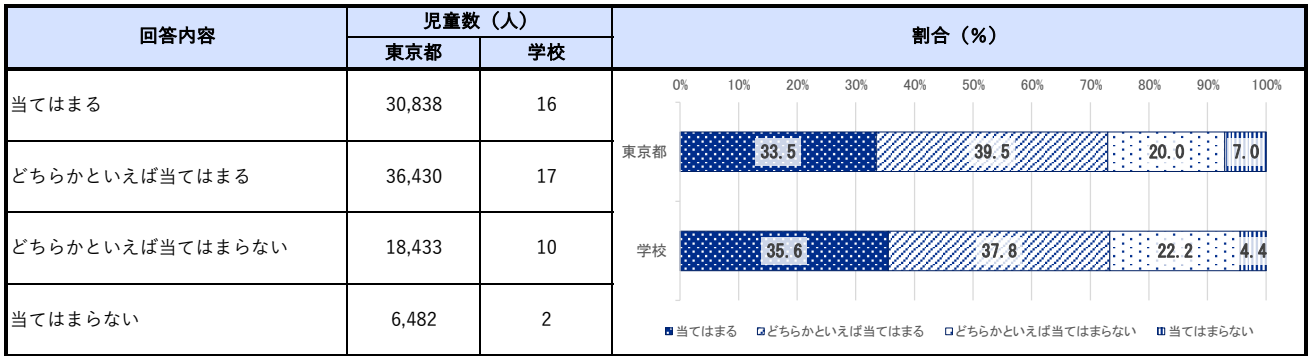 回答内容 児童数（人） 割合（%）
東京都 学校
当てはまる 30,838 16
どちらかといえば当てはまる 36,430 17
どちらかといえば当てはまらない 18,433 10
当てはまらない 6,482 2
0% 10% 20% 30% 40% 50% 60% 70% 80% 90% 100%
東京都 33.5 39.5 20.0 7.0
学校 35.6 37.8 22.2 4.4
当てはまる どちらかといえば当てはまる どちらかといえば当てはまらない 当てはまらない